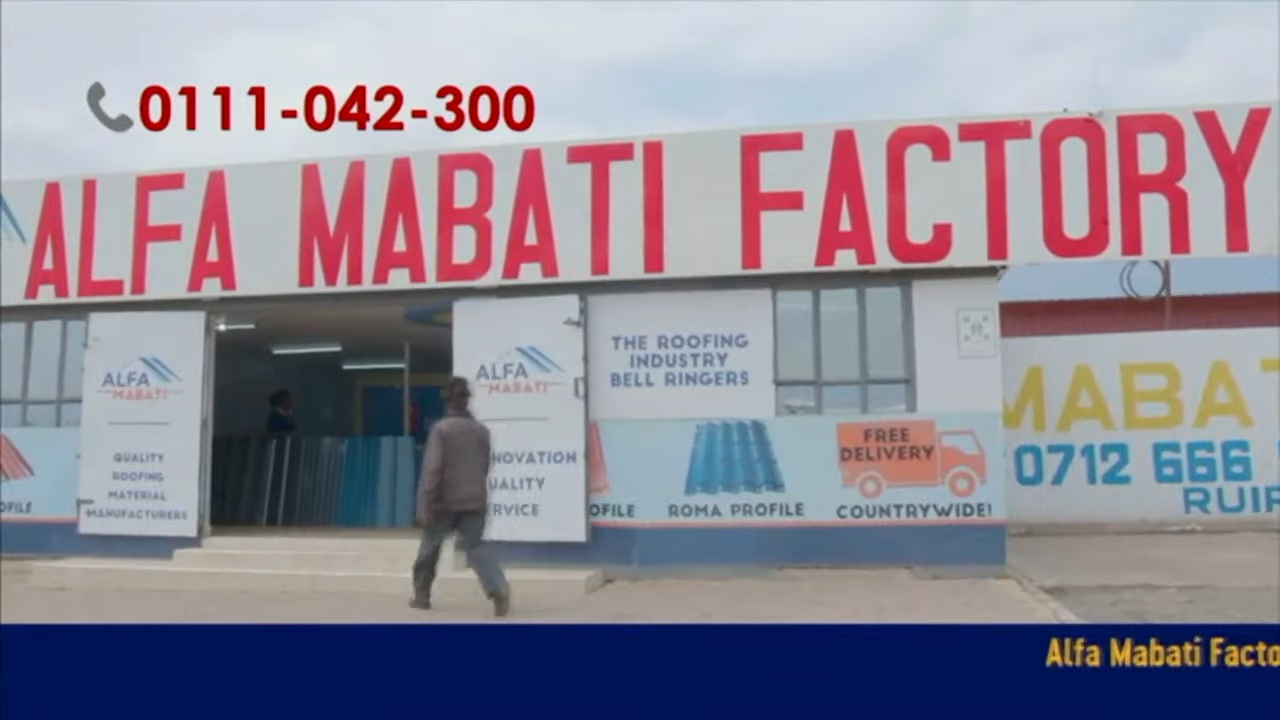 0111-042-300
ALFA MABATI FACTORY
ALFA
MABATI
QUALITY
ROOFING
MATERIAL
MANUFACTURERS
OFILE
ALFA
MABATI
NOVATION
UALITY
RVICE
THE ROOFING
INDUSTRY
BELL RINGERS
OFILE
ROMA PROFILE
FREE
DELIVERY
COUNTRYWIDE!
MABAT
0712 666
RUIR
Alfa Mabati Facto